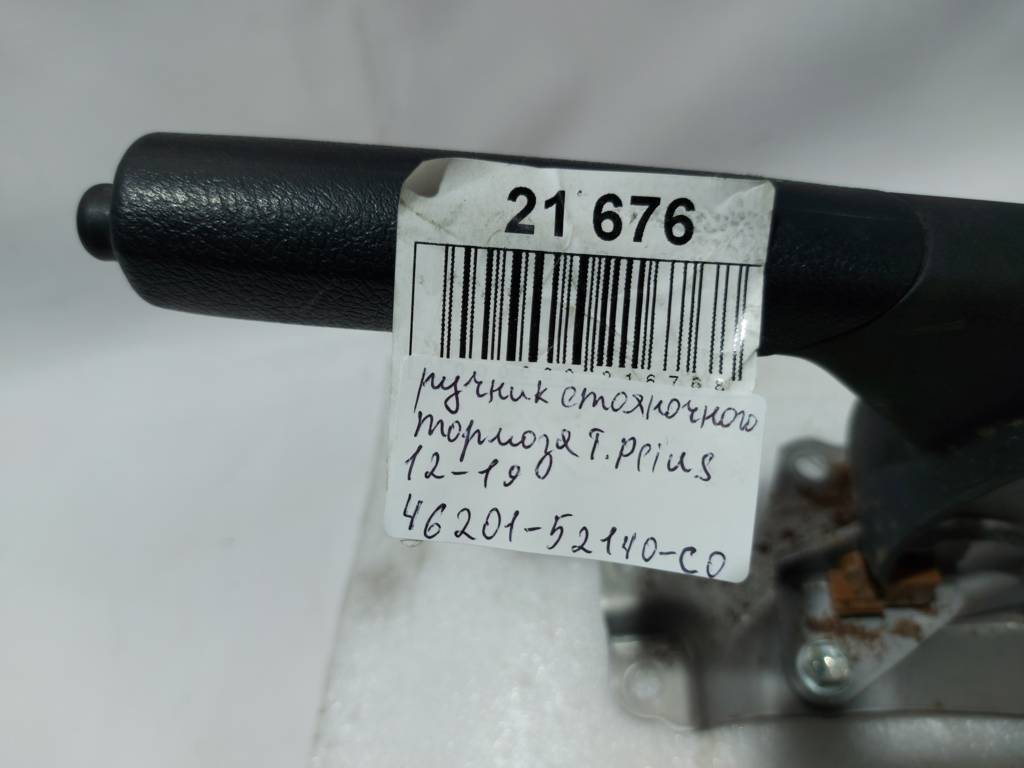 21 676
ручник стояночного
тормоза T. Prius
12-19
46201-52140-C0